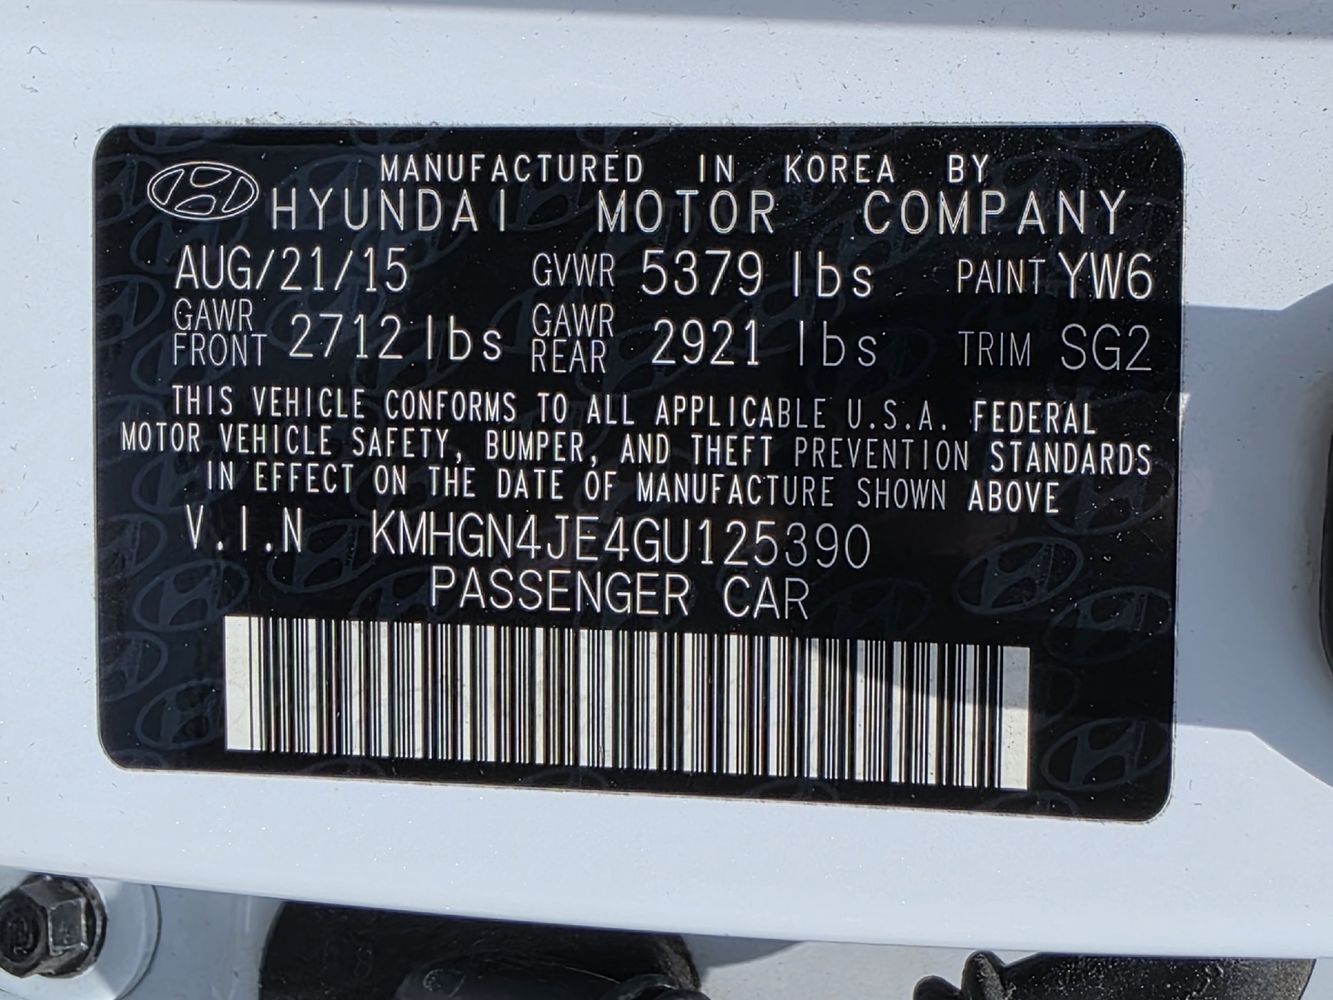 MANUFACTURED IN KOREA BY
HYUNDAI MOTOR COMPANY
AUG/21/15 GVWR 5379 lbs PAINT YW6
GAWR FRONT 2712 lbs GAWR REAR 2921 lbs TRIM SG2
THIS VEHICLE CONFORMS TO ALL APPLICABLE U.S.A. FEDERAL
MOTOR VEHICLE SAFETY, BUMPER, AND THEFT PREVENTION STANDARDS
IN EFFECT ON THE DATE OF MANUFACTURE SHOWN ABOVE
V.I.N KMHGN4JE4GU125390
PASSENGER CAR